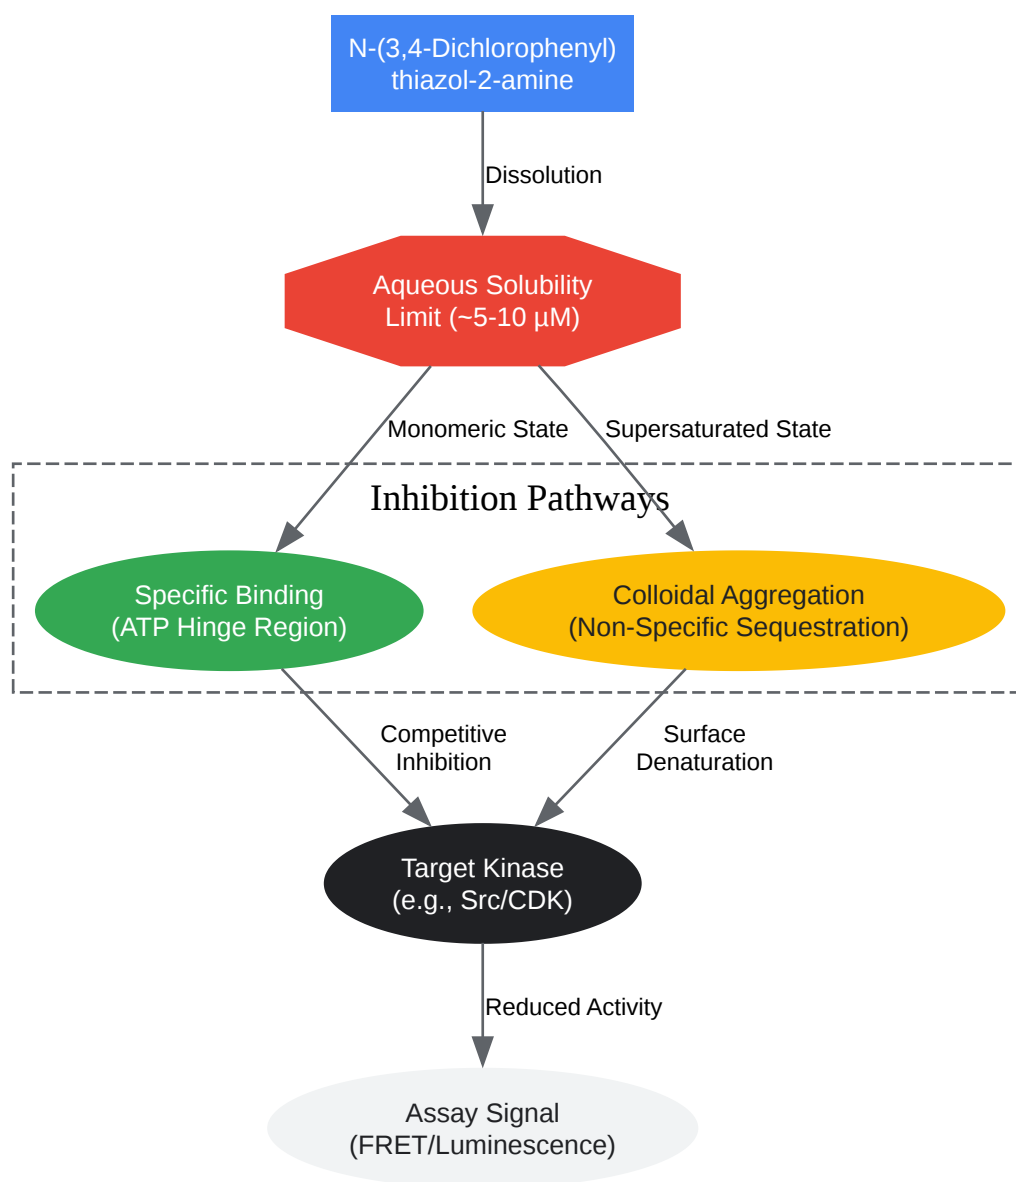 N-(3,4-Dichlorophenyl)
thiazol-2-amine
Dissolution
Aqueous Solubility
Limit (~5-10 µM)
Monomeric State
Supersaturated State
Inhibition Pathways
Specific Binding
(ATP Hinge Region)
Colloidal Aggregation
(Non-Specific Sequestration)
Competitive
Inhibition
Surface
Denaturation
Target Kinase
(e.g., Src/CDK)
Reduced Activity
Assay Signal
(FRET/Luminescence)